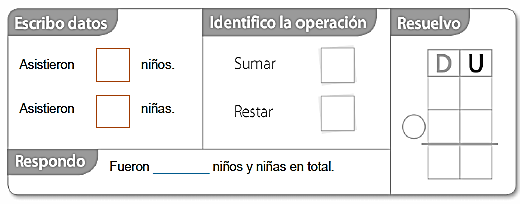 Escribo datos
Asistieron niños.
Asistieron niñas.
Identifico la operación
Sumar
Restar
Resuelvo
D U
Respondo
Fueron ________ niños y niñas en total.